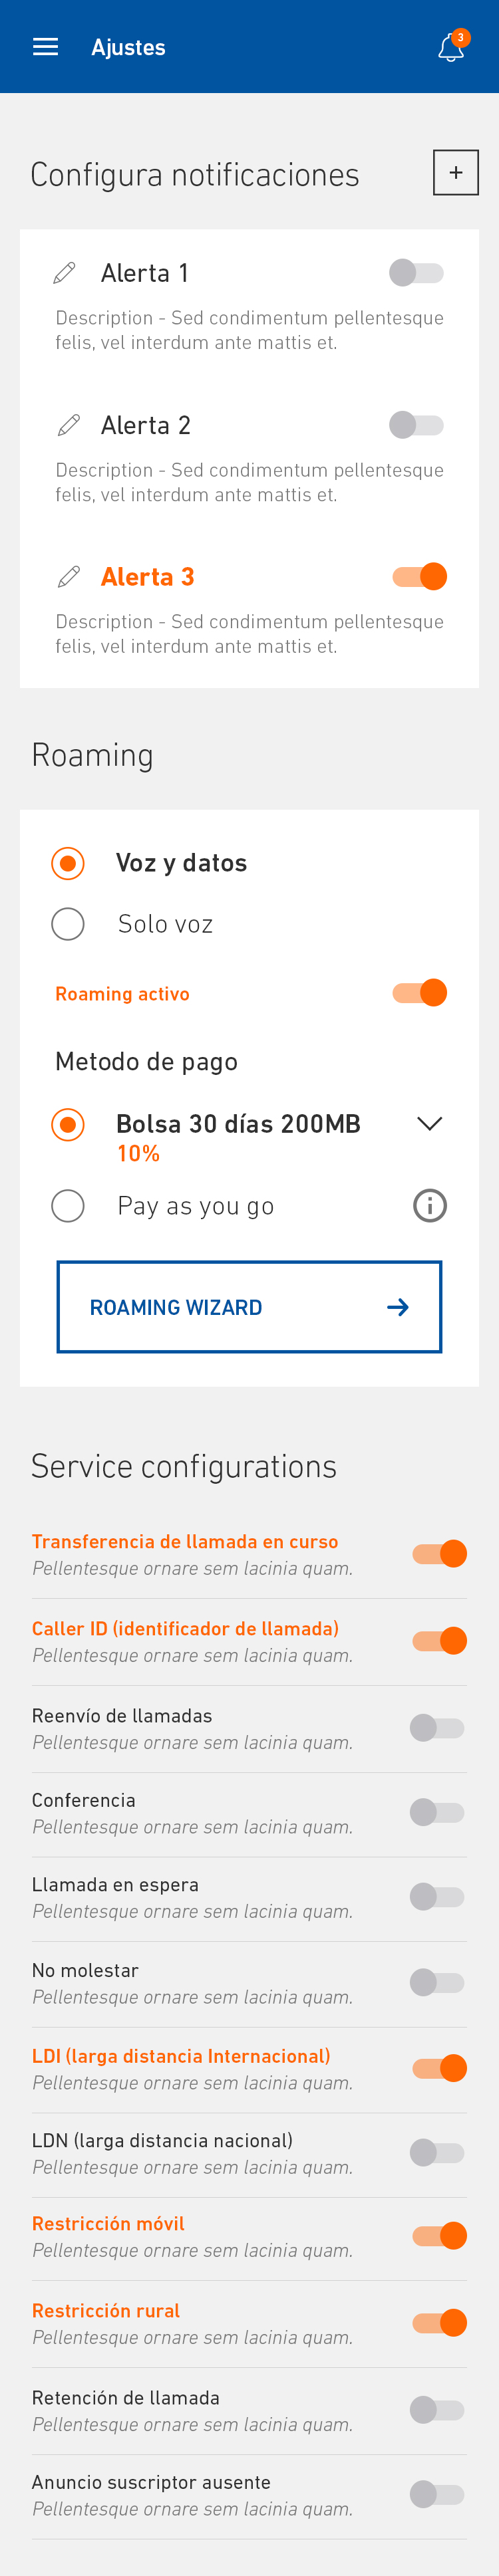 Ajustes
3
Configura notificaciones
+
Alerta 1
Description - Sed condimentum pellentesque
felis, vel interdum ante mattis et.
Alerta 2
Description - Sed condimentum pellentesque
felis, vel interdum ante mattis et.
Alerta 3
Description - Sed condimentum pellentesque
felis, vel interdum ante mattis et.
Roaming
Voz y datos
Solo voz
Roaming activo
Metodo de pago
Bolsa 30 días 200MB
10%
Pay as you go
ROAMING WIZARD
Service configurations
Transferencia de llamada en curso
Pellentesque ornare sem lacinia quam.
Caller ID (identificador de llamada)
Pellentesque ornare sem lacinia quam.
Reenvío de llamadas
Pellentesque ornare sem lacinia quam.
Conferencia
Pellentesque ornare sem lacinia quam.
Llamada en espera
Pellentesque ornare sem lacinia quam.
No molestar
Pellentesque ornare sem lacinia quam.
LDI (larga distancia Internacional)
Pellentesque ornare sem lacinia quam.
LDN (larga distancia nacional)
Pellentesque ornare sem lacinia quam.
Restricción móvil
Pellentesque ornare sem lacinia quam.
Restricción rural
Pellentesque ornare sem lacinia quam.
Retención de llamada
Pellentesque ornare sem lacinia quam.
Anuncio suscriptor ausente
Pellentesque ornare sem lacinia quam.